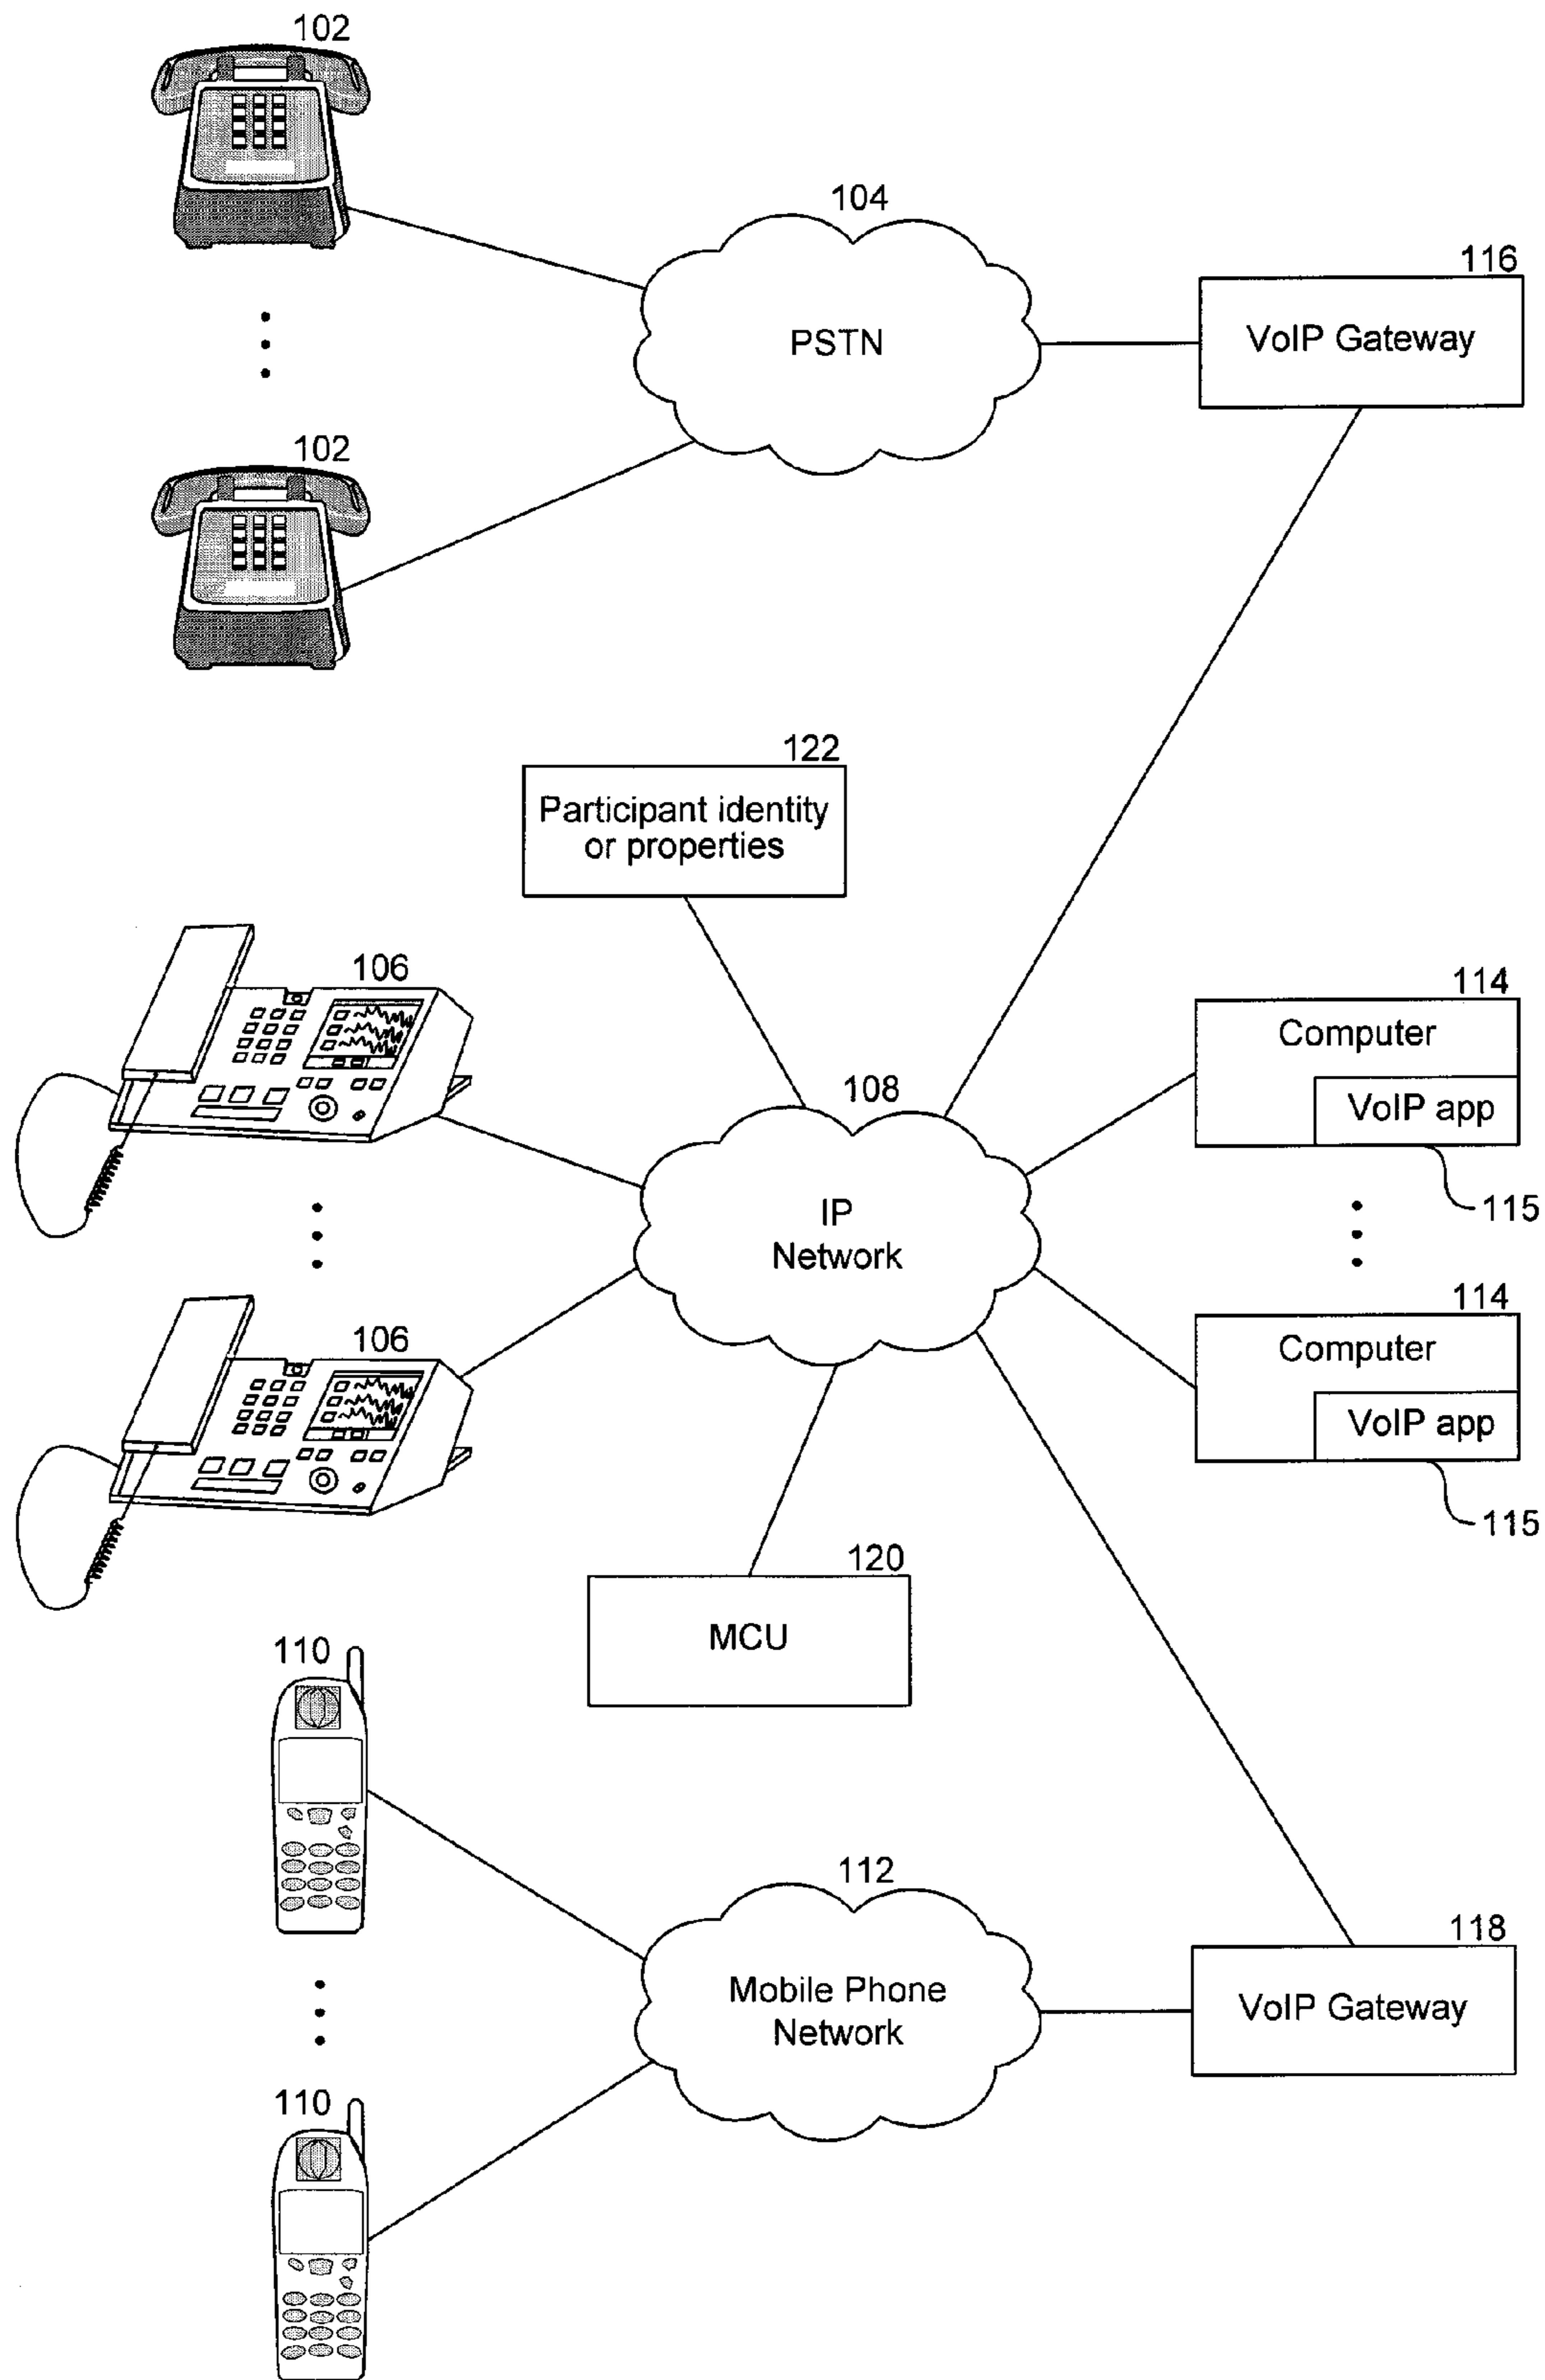 102
104
116
PSTN
VoIP Gateway
102
122
Participant identity
or properties
106
114
Computer
VoIP app
108
115
IP
Network
114
106
Computer
VoIP app
115
120
MCU
110
112
118
Mobile Phone
Network
VoIP Gateway
110